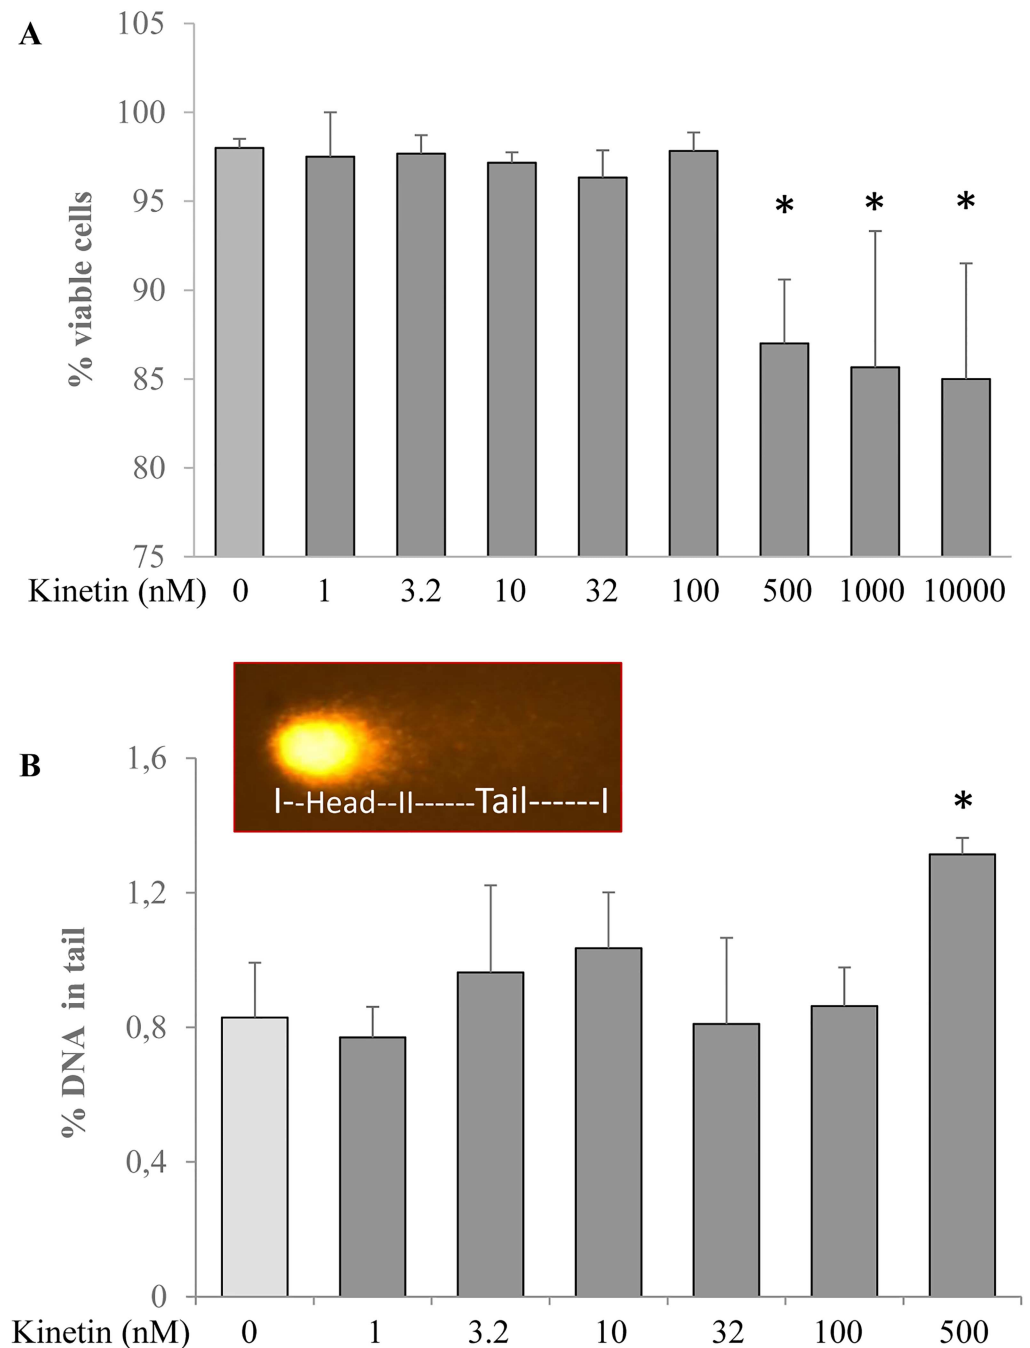 A
105
100
95
90
85
80
75
% viable cells
* * *
Kinetin (nM) 0 1 3.2 10 32 100 500 1000 10000
B
I--Head--II------Tail------I
1,6
1,2
0,8
0,4
0
% DNA in tail
*
Kinetin (nM) 0 1 3.2 10 32 100 500